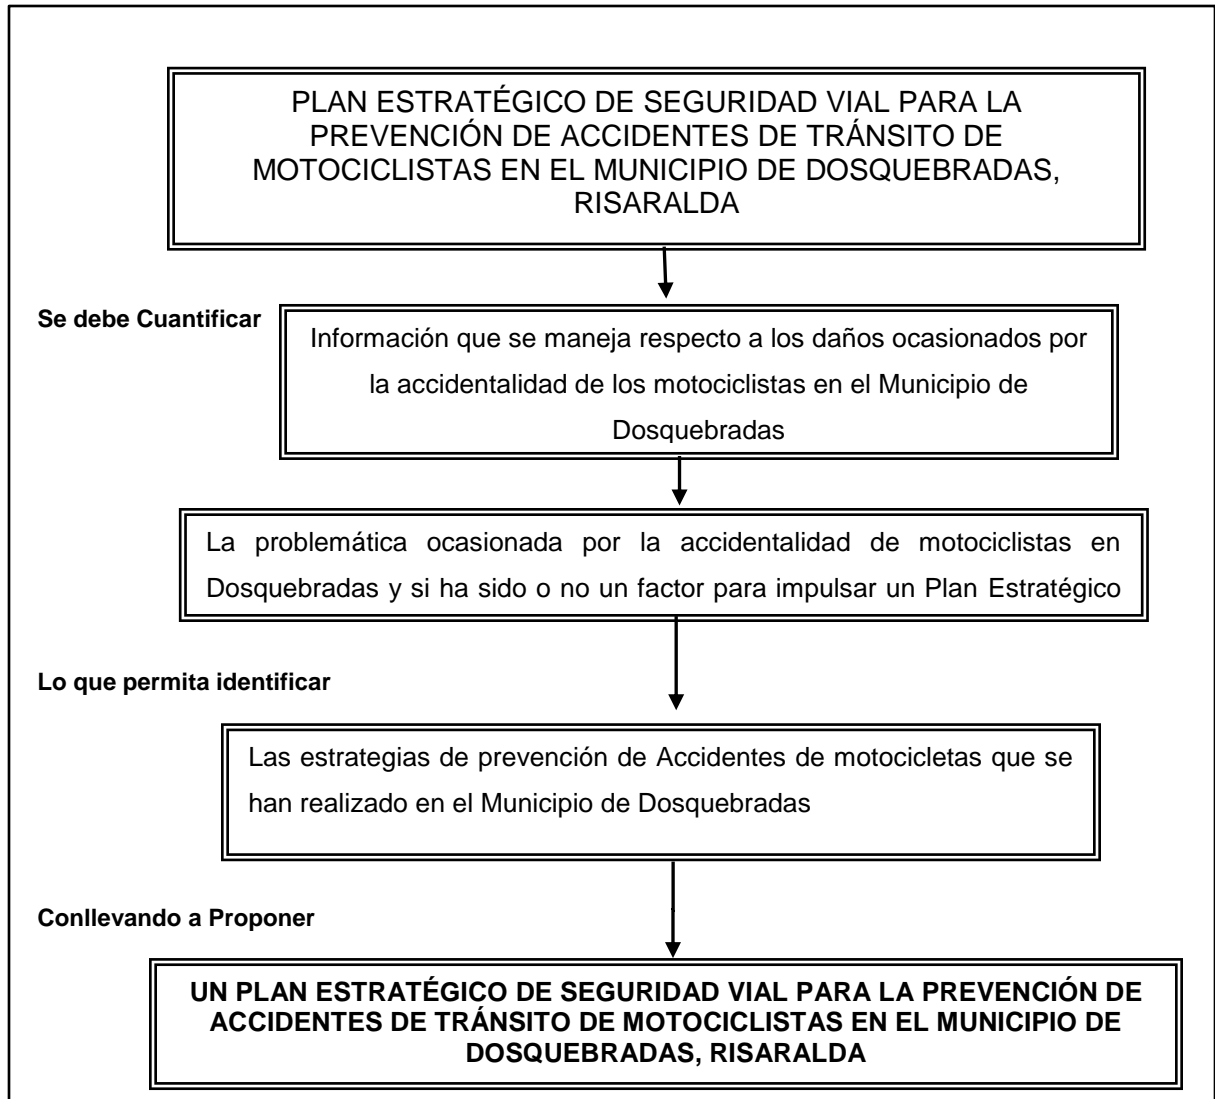 PLAN ESTRATÉGICO DE SEGURIDAD VIAL PARA LA
PREVENCIÓN DE ACCIDENTES DE TRÁNSITO DE
MOTOCICLISTAS EN EL MUNICIPIO DE DOSQUEBRADAS,
RISARALDA
Se debe Cuantificar
Información que se maneja respecto a los daños ocasionados por
la accidentalidad de los motociclistas en el Municipio de
Dosquebradas
La problemática ocasionada por la accidentalidad de motociclistas en
Dosquebradas y si ha sido o no un factor para impulsar un Plan Estratégico
Lo que permita identificar
Las estrategias de prevención de Accidentes de motocicletas que se
han realizado en el Municipio de Dosquebradas
Conllevando a Proponer
UN PLAN ESTRATÉGICO DE SEGURIDAD VIAL PARA LA PREVENCIÓN DE
ACCIDENTES DE TRÁNSITO DE MOTOCICLISTAS EN EL MUNICIPIO DE
DOSQUEBRADAS, RISARALDA